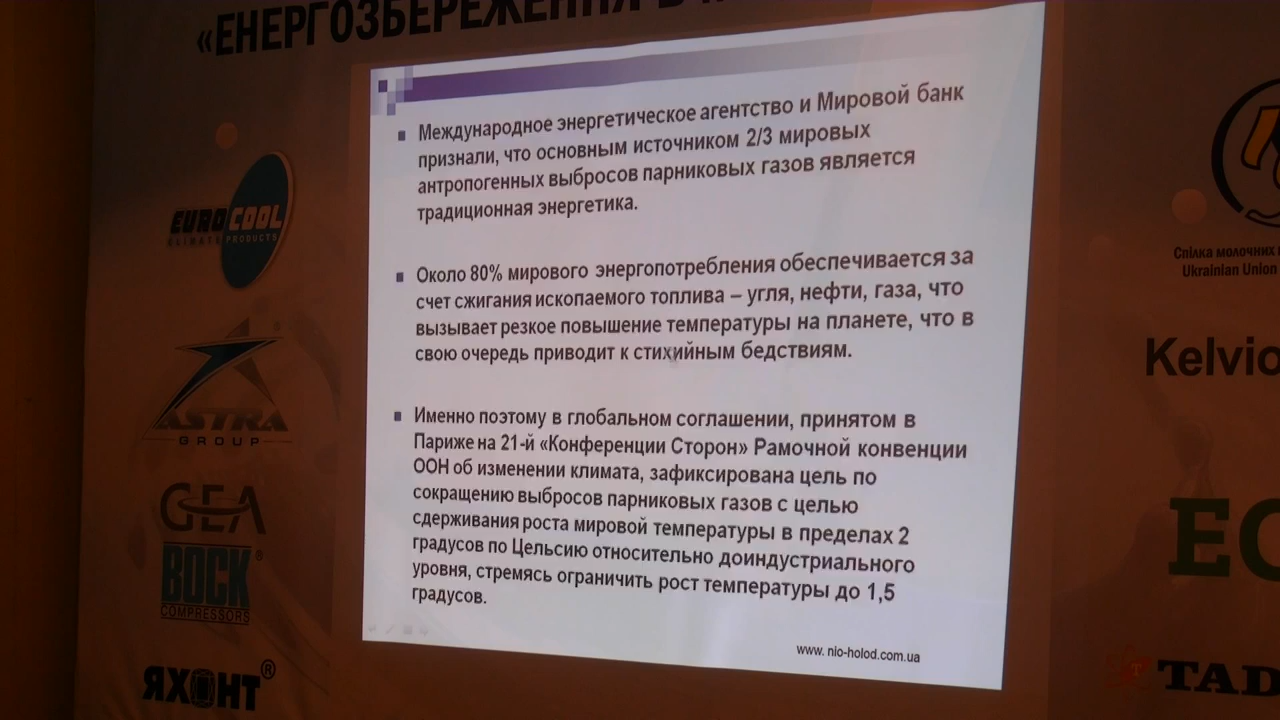 «ЕНЕРГОЗБЕРЕЖЕННЯ В
Международное энергетическое агентство и Мировой банк
признали, что основным источником 2/3 мировых
антропогенных выбросов парниковых газов является
традиционная энергетика.
Около 80% мирового энергопотребления обеспечивается за
счет сжигания ископаемого топлива – угля, нефти, газа, что
вызывает резкое повышение температуры на планете, что в
свою очередь приводит к стихийным бедствиям.
Именно поэтому в глобальном соглашении, принятом в
Париже на 21-й «Конференции Сторон» Рамочной конвенции
ООН об изменении климата, зафиксирована цель по
сокращению выбросов парниковых газов с целью
сдерживания роста мировой температуры в пределах 2
градусов по Цельсию относительно доиндустриального
уровня, стремясь ограничить рост температуры до 1,5
градусов.
www. nio-holod.com.ua
EUROCOOL
CLIMATE PRODUCTS
ASTRA
GROUP
GEA
BOCK®
COMPRESSORS
ЯХОНТ®
Спілка молочних
Ukrainian Union
Kelvio
EC
TAD